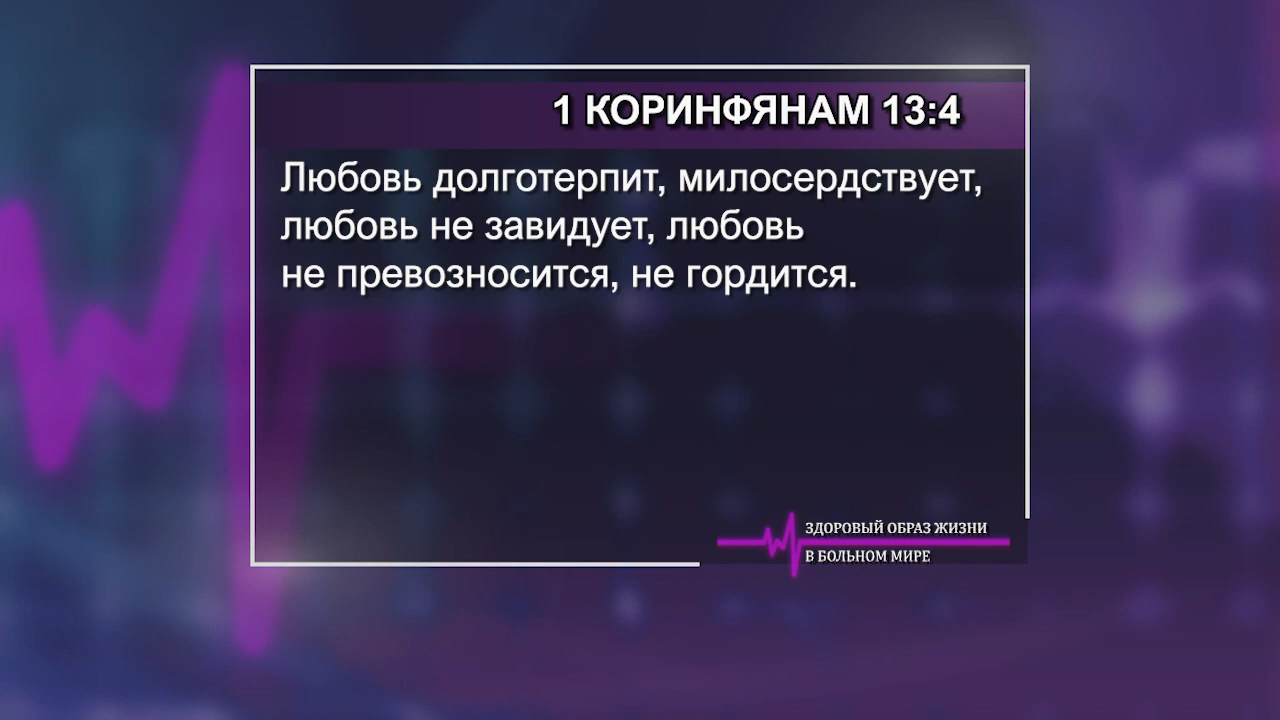 1 КОРИНФЯНАМ 13:4
Любовь долготерпит, милосердствует,
любовь не завидует, любовь
не превозносится, не гордится.
ЗДОРОВЫЙ ОБРАЗ ЖИЗНИ
В БОЛЬНОМ МИРЕ